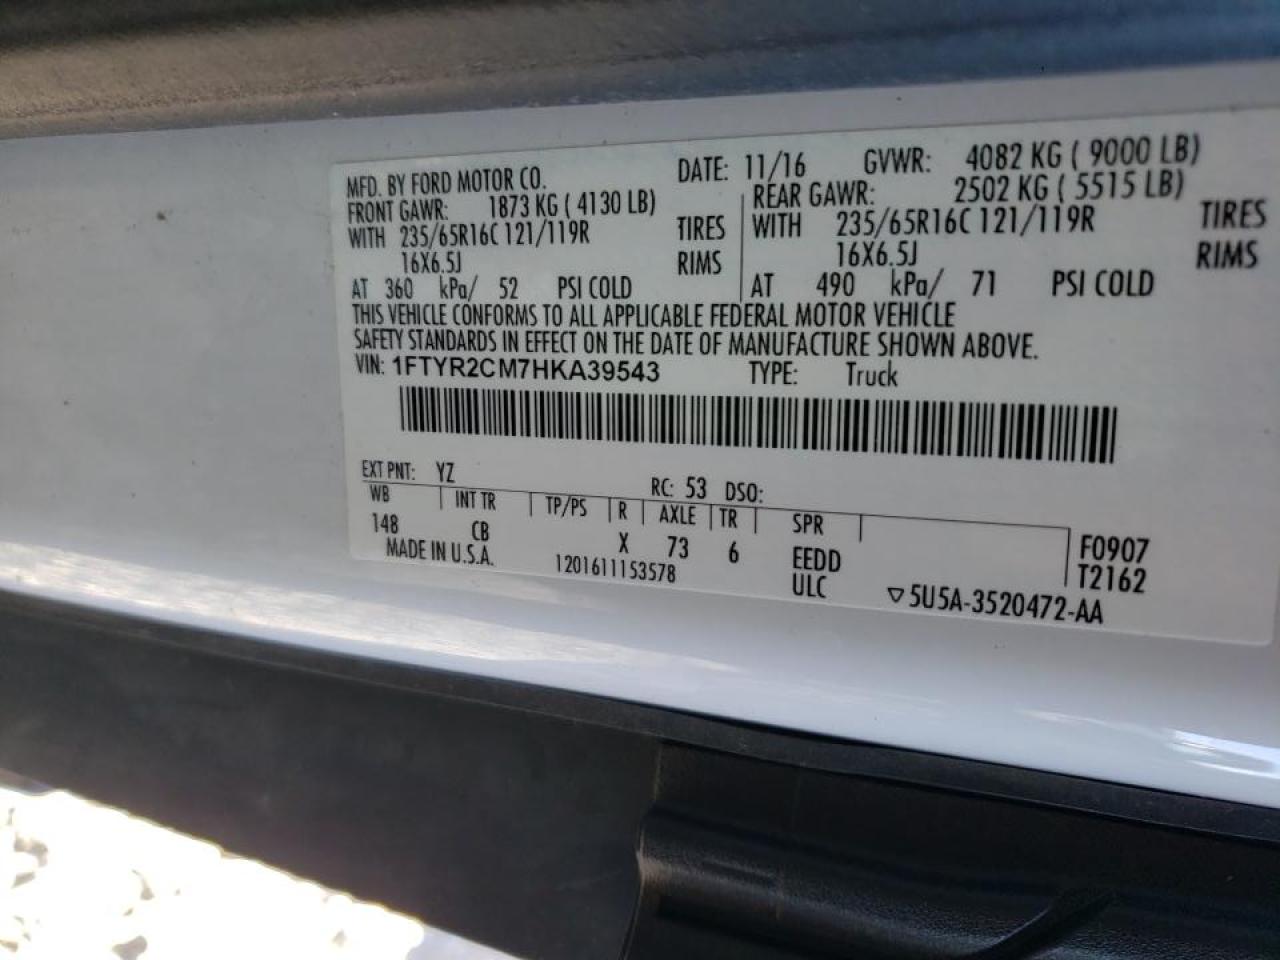 MFD. BY FORD MOTOR CO. DATE: 11/16 GVWR: 4082 KG ( 9000 LB)
FRONT GAWR: 1873 KG ( 4130 LB) REAR GAWR: 2502 KG ( 5515 LB)
WITH 235/65R16C 121/119R TIRES WITH 235/65R16C 121/119R TIRES
16X6.5J RIMS 16X6.5J RIMS
AT 360 kPa/ 52 PSI COLD AT 490 kPa/ 71 PSI COLD
THIS VEHICLE CONFORMS TO ALL APPLICABLE FEDERAL MOTOR VEHICLE
SAFETY STANDARDS IN EFFECT ON THE DATE OF MANUFACTURE SHOWN ABOVE.
VIN: 1FTYR2CM7HKA39543 TYPE: Truck
EXT PNT: YZ RC: 53 DSO:
WB INT TR TP/PS R AXLE TR SPR
148 CB X 73 6 EEDD F0907
MADE IN U.S.A. 1201611153578 ULC T2162
▽5U5A-3520472-AA